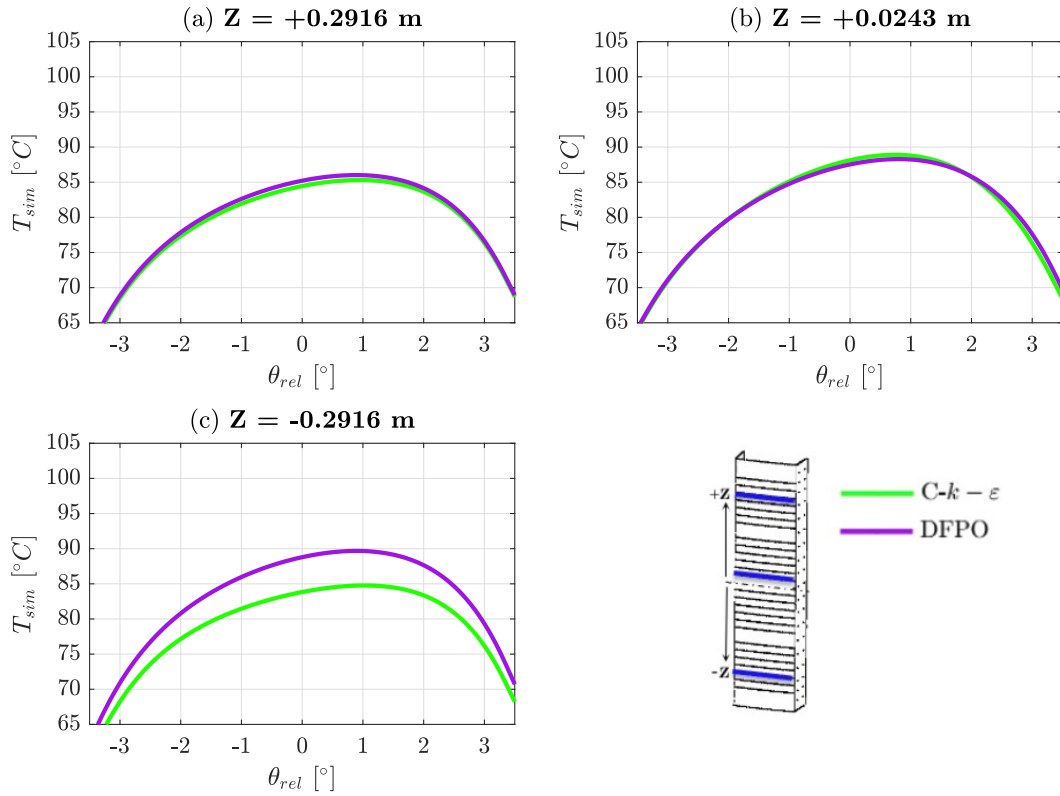 (a) Z = +0.2916 m
(b) Z = +0.0243 m
105
100
95
90
85
80
75
70
65
T_sim [°C]
-3 -2 -1 0 1 2 3
θ_rel [°]
105
100
95
90
85
80
75
70
65
T_sim [°C]
-3 -2 -1 0 1 2 3
θ_rel [°]
(c) Z = -0.2916 m
105
100
95
90
85
80
75
70
65
T_sim [°C]
-3 -2 -1 0 1 2 3
θ_rel [°]
+Z
-Z
C-k − ε
DFPO